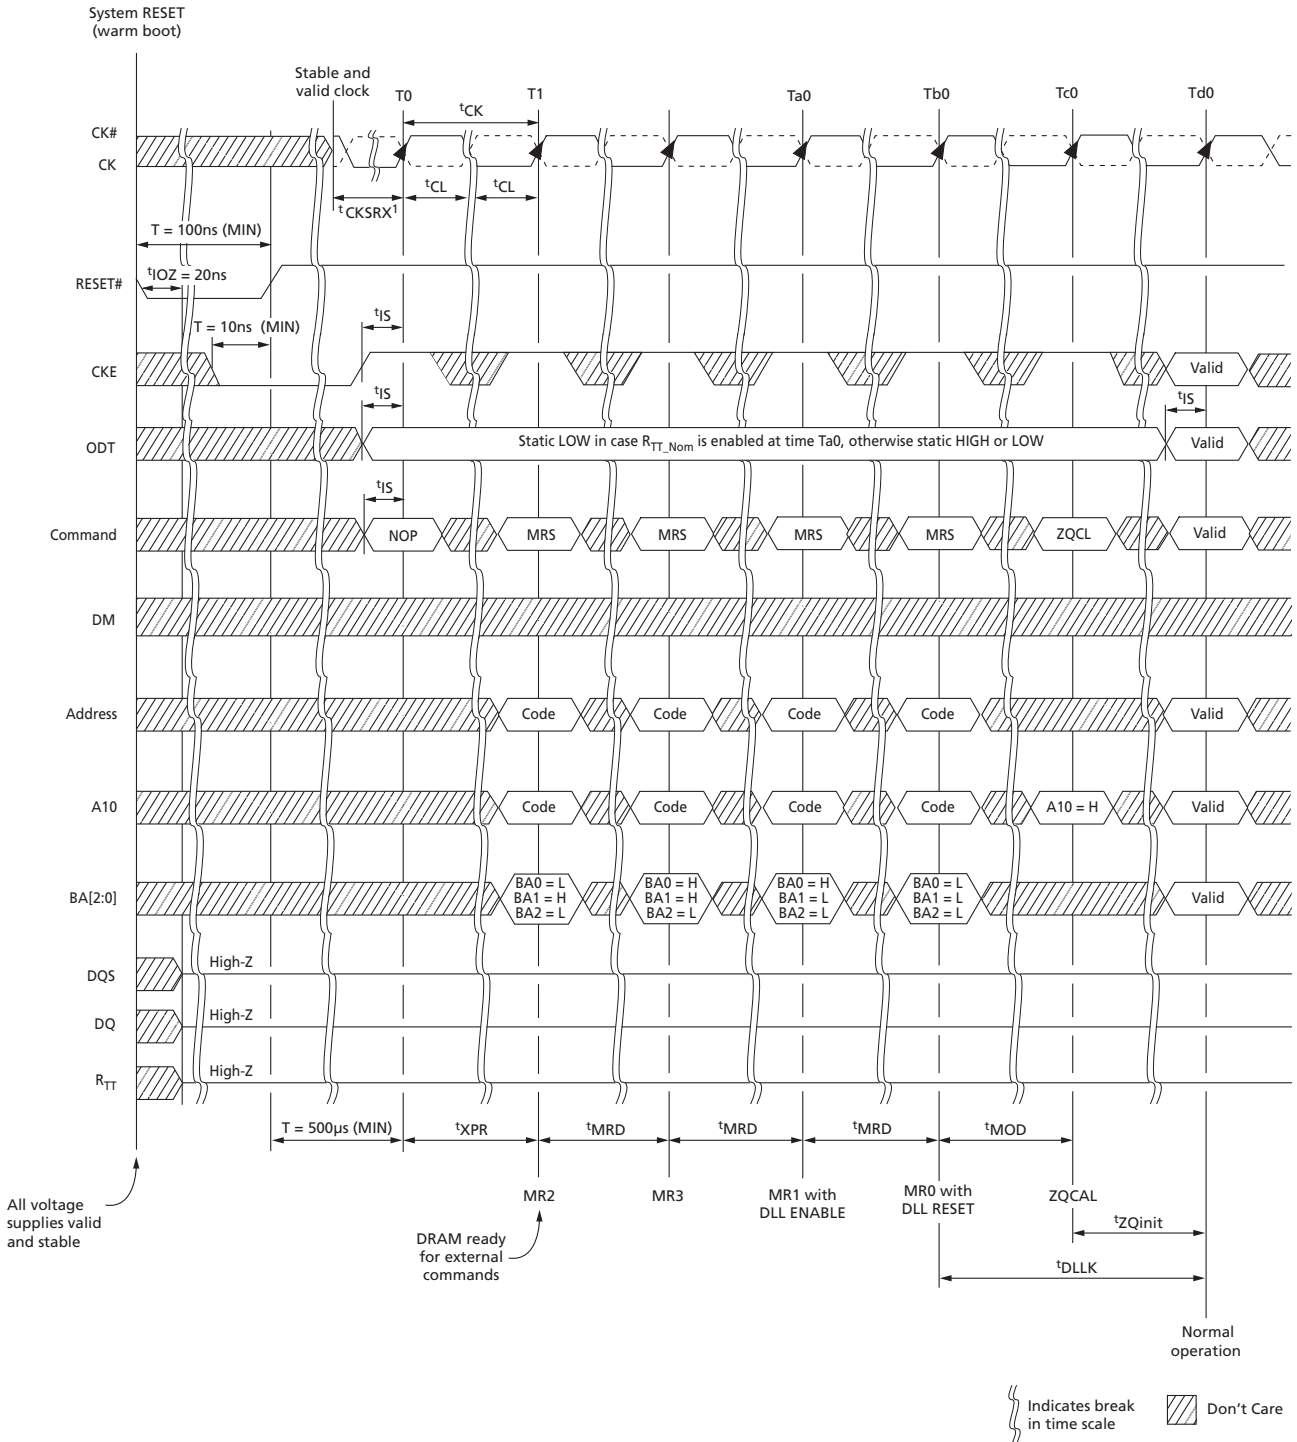 System RESET
(warm boot)
Stable and
valid clock
T0
T1
Ta0
Tb0
Tc0
Td0
tCK
CK#
CK
tCKSRX1
tCL
tCL
T = 100ns (MIN)
tIOZ = 20ns
RESET#
T = 10ns (MIN)
tIS
CKE
Valid
tIS
tIS
ODT
Static LOW in case RTT_Nom is enabled at time Ta0, otherwise static HIGH or LOW
Valid
tIS
Command
NOP
MRS
MRS
MRS
MRS
ZQCL
Valid
DM
Address
Code
Code
Code
Code
Valid
A10
Code
Code
Code
Code
A10 = H
Valid
BA[2:0]
BA0 = L
BA1 = H
BA2 = L
BA0 = H
BA1 = H
BA2 = L
BA0 = H
BA1 = L
BA2 = L
BA0 = L
BA1 = L
BA2 = L
Valid
DQS
High-Z
DQ
High-Z
RTT
High-Z
T = 500µs (MIN)
tXPR
tMRD
tMRD
tMRD
tMOD
All voltage
supplies valid
and stable
MR2
MR3
MR1 with
DLL ENABLE
MR0 with
DLL RESET
ZQCAL
tZQinit
DRAM ready
for external
commands
tDLLK
Normal
operation
Indicates break
in time scale
Don't Care